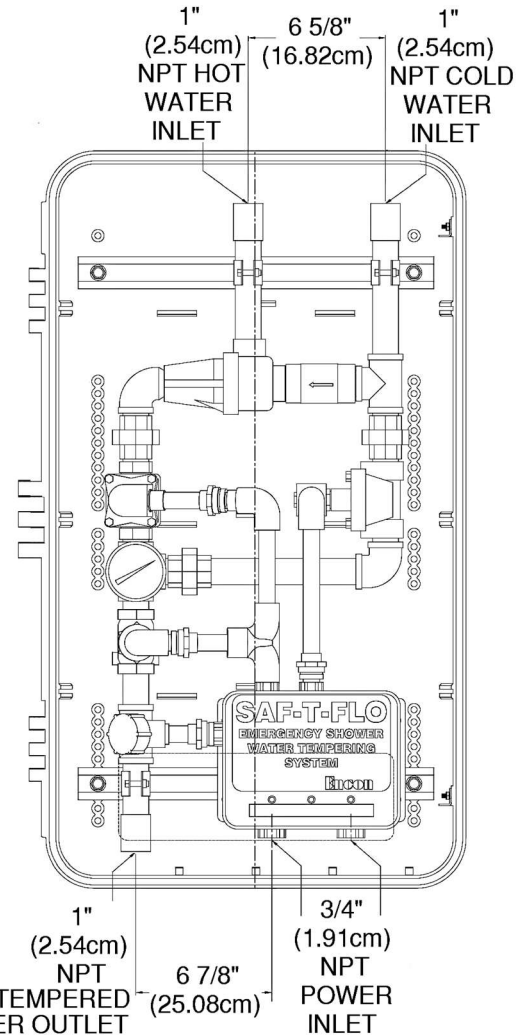 1"
(2.54cm)
NPT HOT
WATER
INLET
6 5/8"
(16.82cm)
1"
(2.54cm)
NPT COLD
WATER
INLET
SAF-T-FLO
EMERGENCY SHOWER
WATER TEMPERING
SYSTEM
Encon
1"
(2.54cm)
NPT
TEMPERED
ER OUTLET
6 7/8"
(25.08cm)
3/4"
(1.91cm)
NPT
POWER
INLET